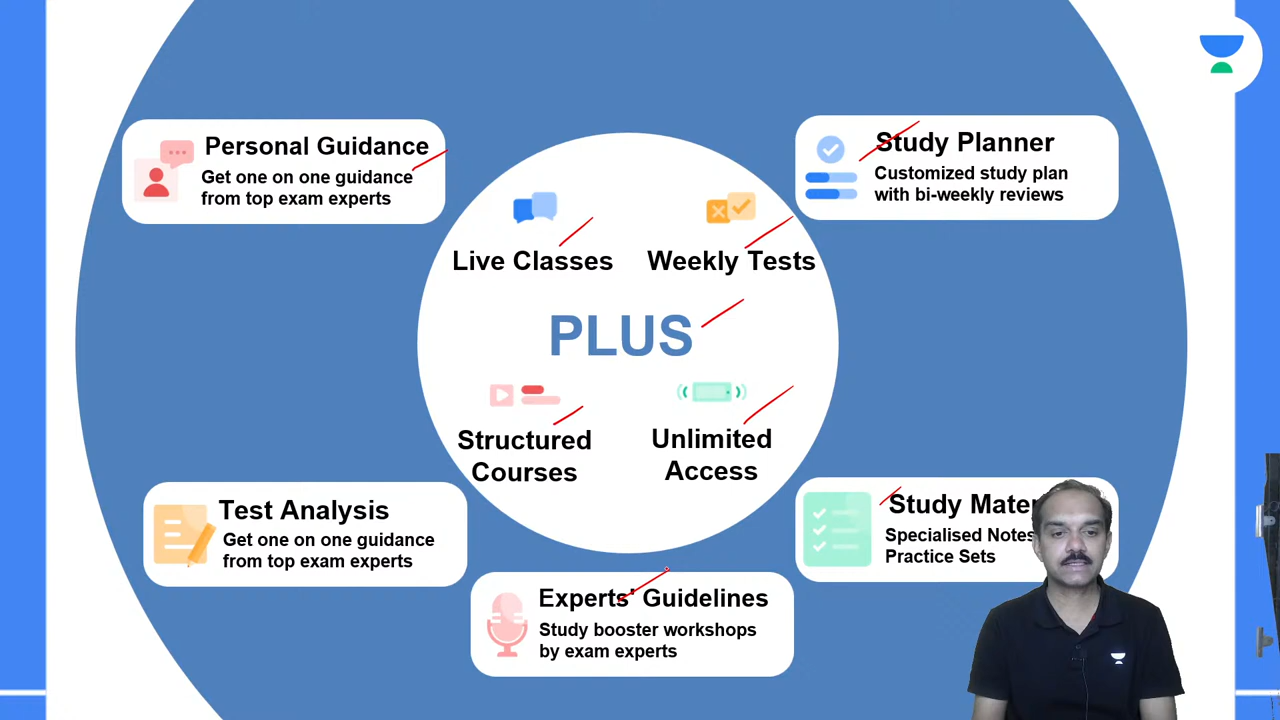 Personal Guidance
Get one on one guidance
from top exam experts
Study Planner
Customized study plan
with bi-weekly reviews
Live Classes
Weekly Tests
PLUS
Structured
Courses
Unlimited
Access
Test Analysis
Get one on one guidance
from top exam experts
Study
Specialised Notes
Practice Sets
Experts' Guidelines
Study booster workshops
by exam experts